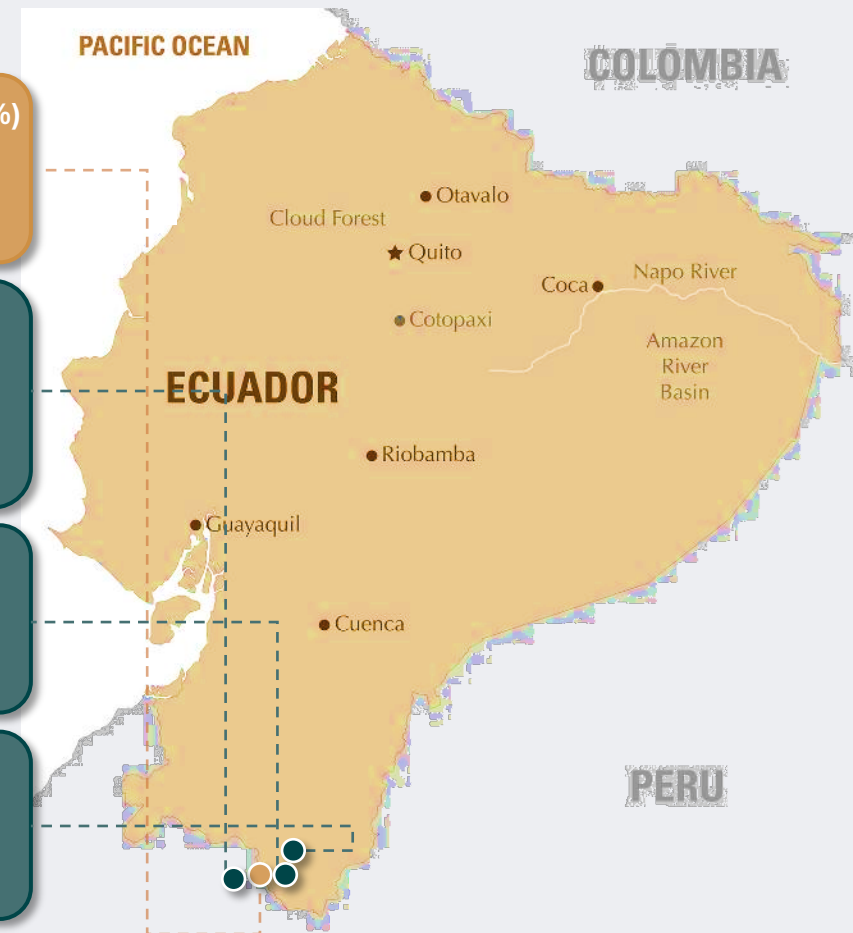 PACIFIC OCEAN
COLOMBIA
%)
Otavalo
Cloud Forest
Quito
Coca
Napo River
Cotopaxi
Amazon
River
Basin
ECUADOR
Riobamba
Guayaquil
Cuenca
PERU